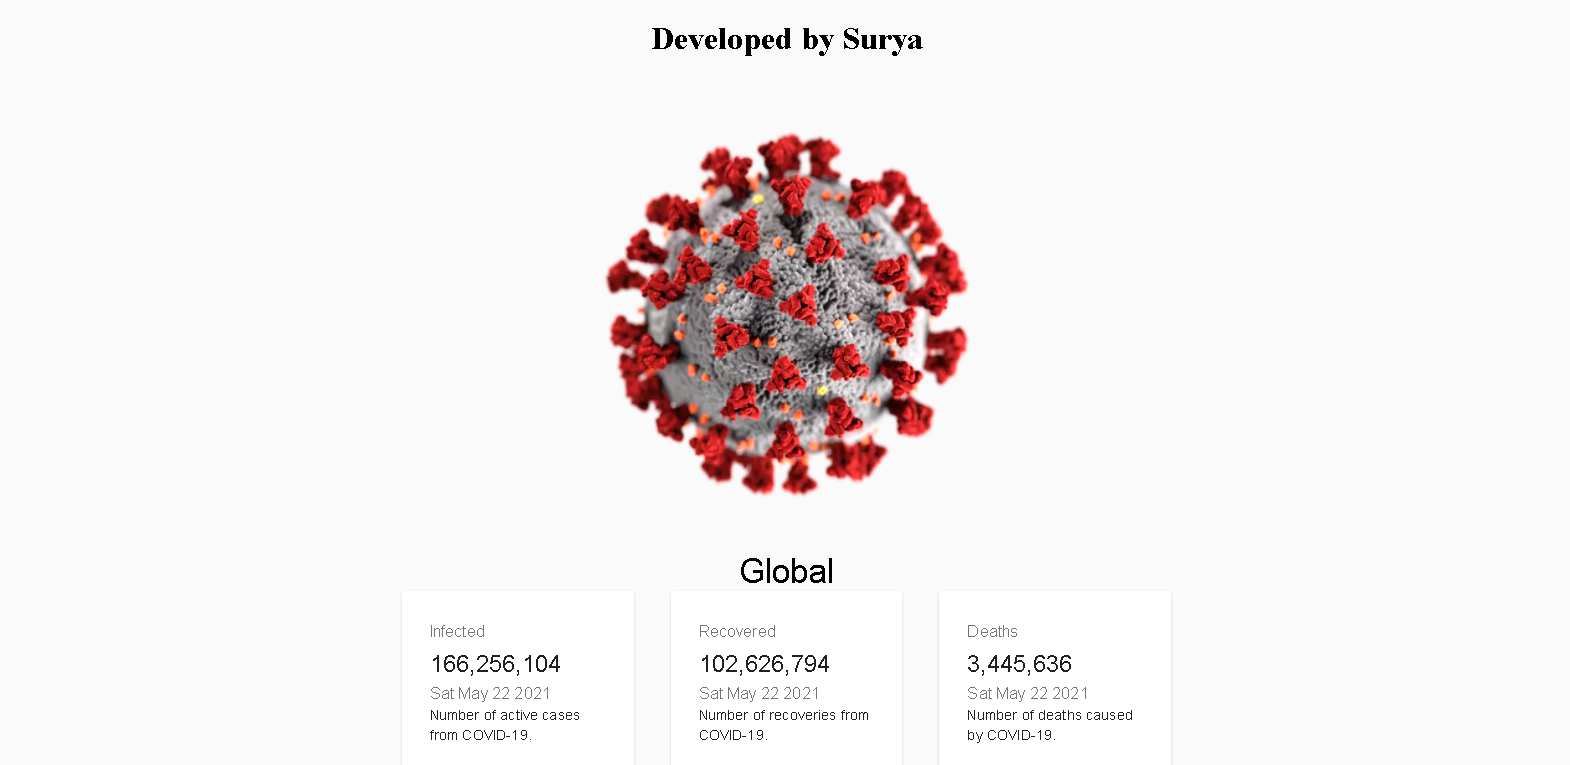 Developed by Surya
Global
Infected
166,256,104
Sat May 22 2021
Number of active cases
from COVID-19.
Recovered
102,626,794
Sat May 22 2021
Number of recoveries from
COVID-19.
Deaths
3,445,636
Sat May 22 2021
Number of deaths caused
by COVID-19.